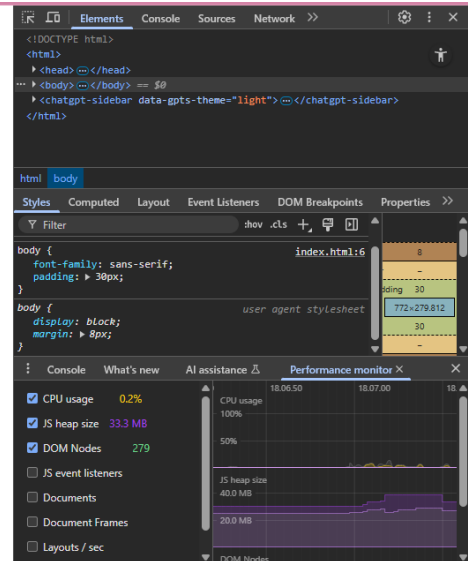 Elements Console Sources Network
<!DOCTYPE html>
<html>
<head> </head>
<body> </body> == $0
<chatgpt-sidebar data-gpts-theme="light"> </chatgpt-sidebar>
</html>
html body
Styles Computed Layout Event Listeners DOM Breakpoints Properties
Filter :hov .cls
body { index.html:6
font-family: sans-serif;
padding: 30px;
}
body { user agent stylesheet
display: block;
margin: 8px;
}
8
–
dding 30
772×279.812
30
–
Console What's new AI assistance Performance monitor
CPU usage 0.2%
JS heap size 33.3 MB
DOM Nodes 279
JS event listeners
Documents
Document Frames
Layouts / sec
18.06.50 18.07.00 18.
CPU usage
100%
50%
JS heap size
40.0 MB
20.0 MB
DOM Nodes